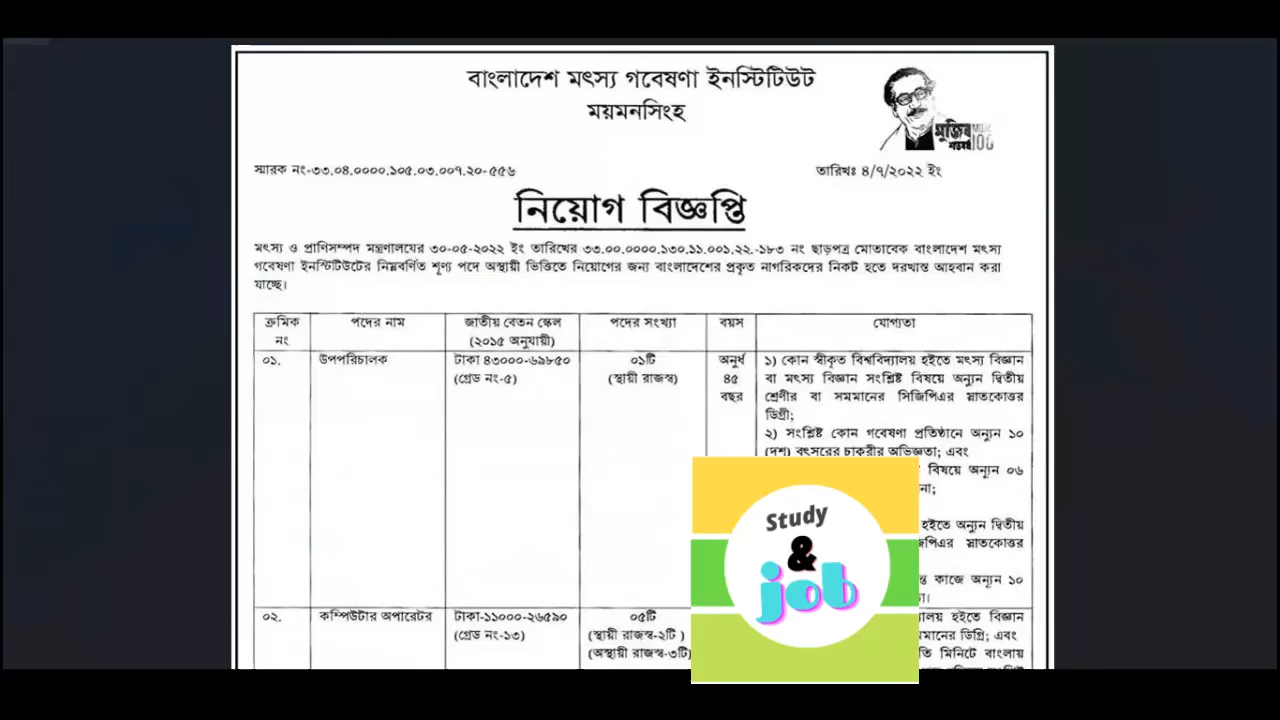 বাংলাদেশ মৎস্য গবেষণা ইনস্টিটিউট
ময়মনসিংহ
মুজিব
শতবর্ষ
100
স্মারক নং-৩৩.০৪.০০০০.১০৫.০৩.০০৭.২০-৫৫৬
তারিখঃ ৪/৭/২০২২ ইং
নিয়োগ বিজ্ঞপ্তি
মৎস্য ও প্রাণিসম্পদ মন্ত্রণালযের ৩০-০৫-২০২২ ইং তারিখের ৩৩.০০.০০০০.১৩০.১১.০০১.২২.-১৮৩ নং ছাড়পত্র মোতাবেক বাংলাদেশ মৎস্য
গবেষণা ইনস্টিটিউটের নিম্নবর্ণিত শূণ্য পদে অস্থায়ী ভিত্তিতে নিয়োগের জন্য বাংলাদেশের প্রকৃত নাগরিকদের নিকট হতে দরখাস্ত আহবান করা
যাচ্ছে।
ক্রমিক নং
পদের নাম
জাতীয় বেতন স্কেল
(২০১৫ অনুযায়ী)
পদের সংখ্যা
বয়স
যোগ্যতা
০১.
উপপরিচালক
টাকা ৪৩০০০-৬৯৮৫০
(গ্রেড নং-৫)
০১টি
(স্থায়ী রাজস্ব)
অনুর্ধ
৪৫
বছর
১) কোন স্বীকৃত বিশ্ববিদ্যালয় হইতে মৎস্য বিজ্ঞান
বা মৎস্য বিজ্ঞান সংশ্লিষ্ট বিষয়ে অন্যুন দ্বিতীয়
শ্রেণীর বা সমমানের সিজিপিএর স্নাতকোত্তর
ডিগ্রী;
২) সংশ্লিষ্ট কোন গবেষণা প্রতিষ্ঠানে অন্যুন ১০
(দশ) বৎসরের চাকরীর অভিজ্ঞতা; এবং
বিষয়ে অন্যূন ০৬
হইতে অন্যুন দ্বিতীয়
স্নাতকোত্তর
কাজে অন্যুন ১০
০২.
কম্পিউটার অপারেটর
টাকা-১১০০০-২৬৫৯০
(গ্রেড নং-১৩)
০৫টি
(স্থায়ী রাজস্ব-২টি )
(অস্থায়ী রাজস্ব-৩টি)
হইতে বিজ্ঞান
ডিগ্রি; এবং
মিনিটে বাংলায়
Study
&
job